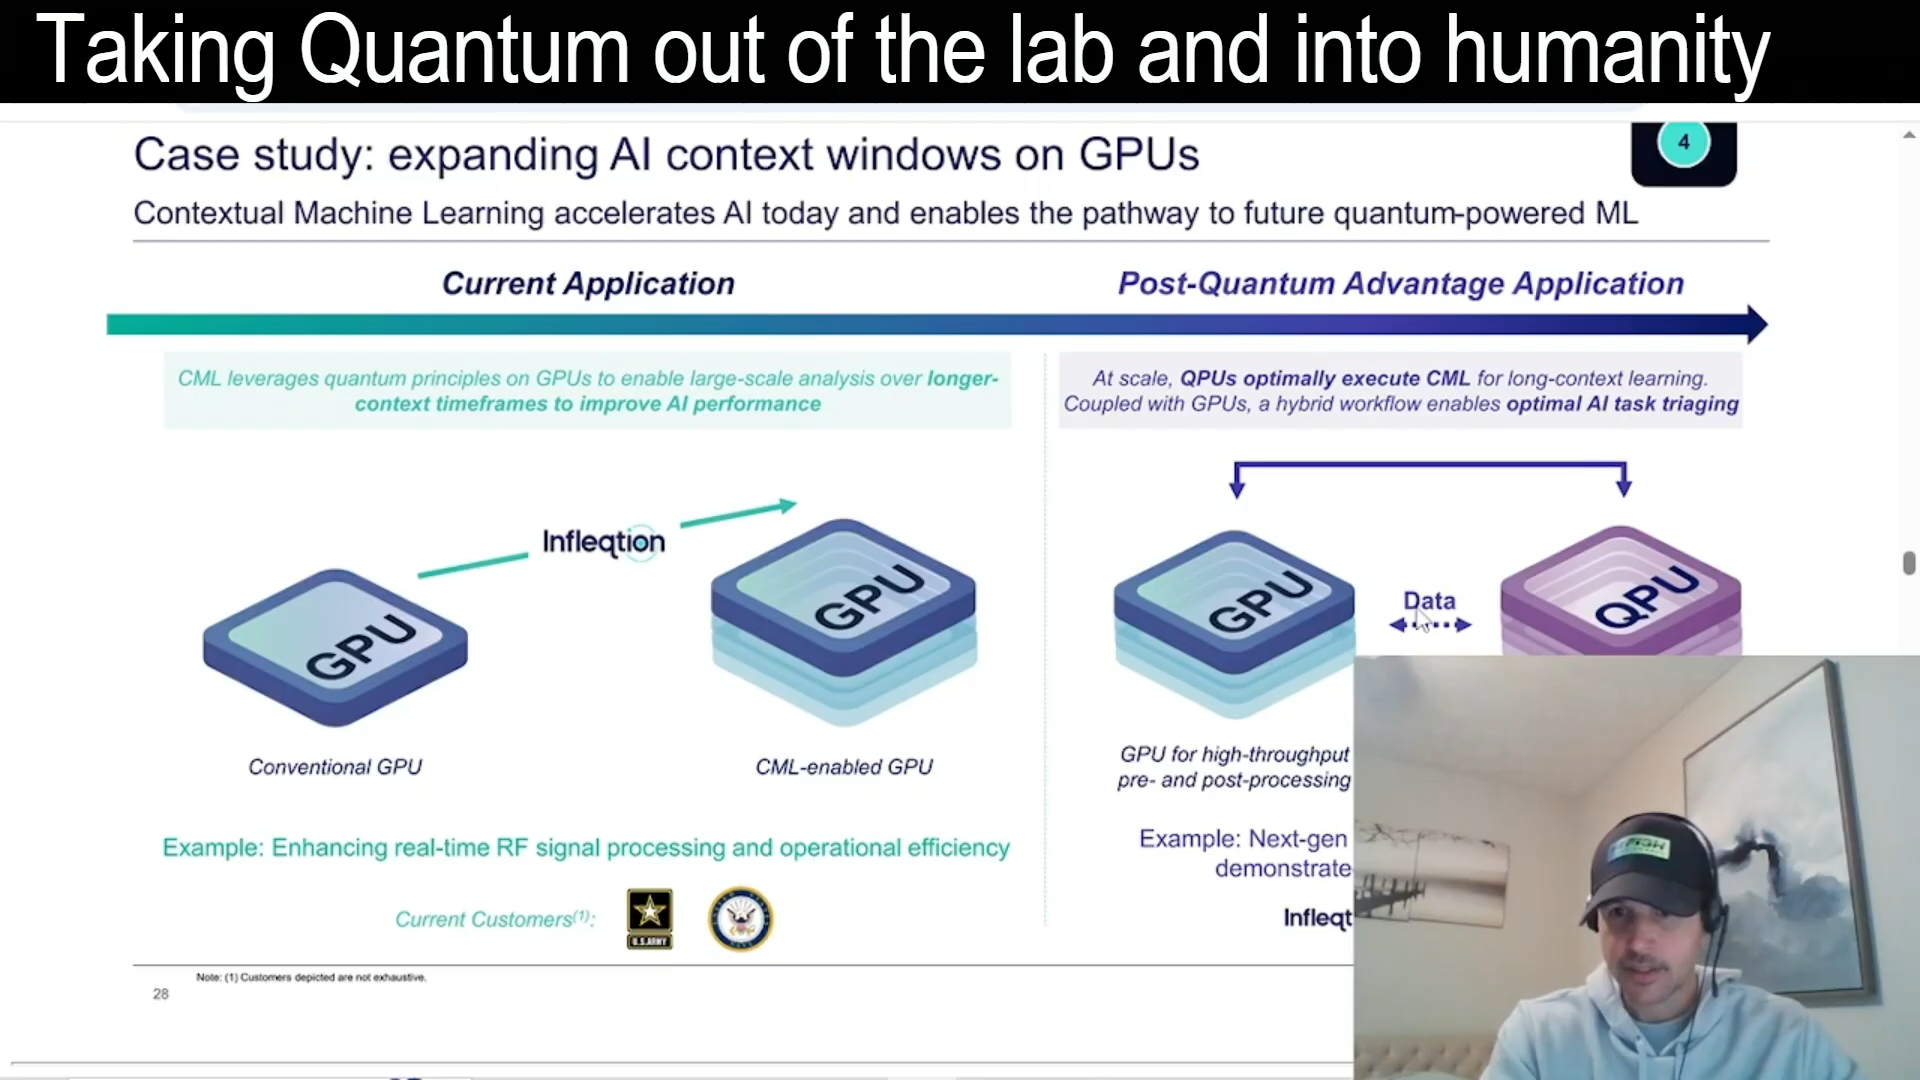 Taking Quantum out of the lab and into humanity
Case study: expanding AI context windows on GPUs
4
Contextual Machine Learning accelerates AI today and enables the pathway to future quantum-powered ML
Current Application
Post-Quantum Advantage Application
CML leverages quantum principles on GPUs to enable large-scale analysis over longer-
context timeframes to improve AI performance
At scale, QPUs optimally execute CML for long-context learning.
Coupled with GPUs, a hybrid workflow enables optimal AI task triaging
Infleqtion
GPU
GPU
GPU
Data
QPU
Conventional GPU
CML-enabled GPU
GPU for high-throughput
pre- and post-processing
Example: Enhancing real-time RF signal processing and operational efficiency
Example: Next-gen
demonstrate
Current Customers(1):
U.S.ARMY
Infleqt
Note: (1) Customers depicted are not exhaustive.
28